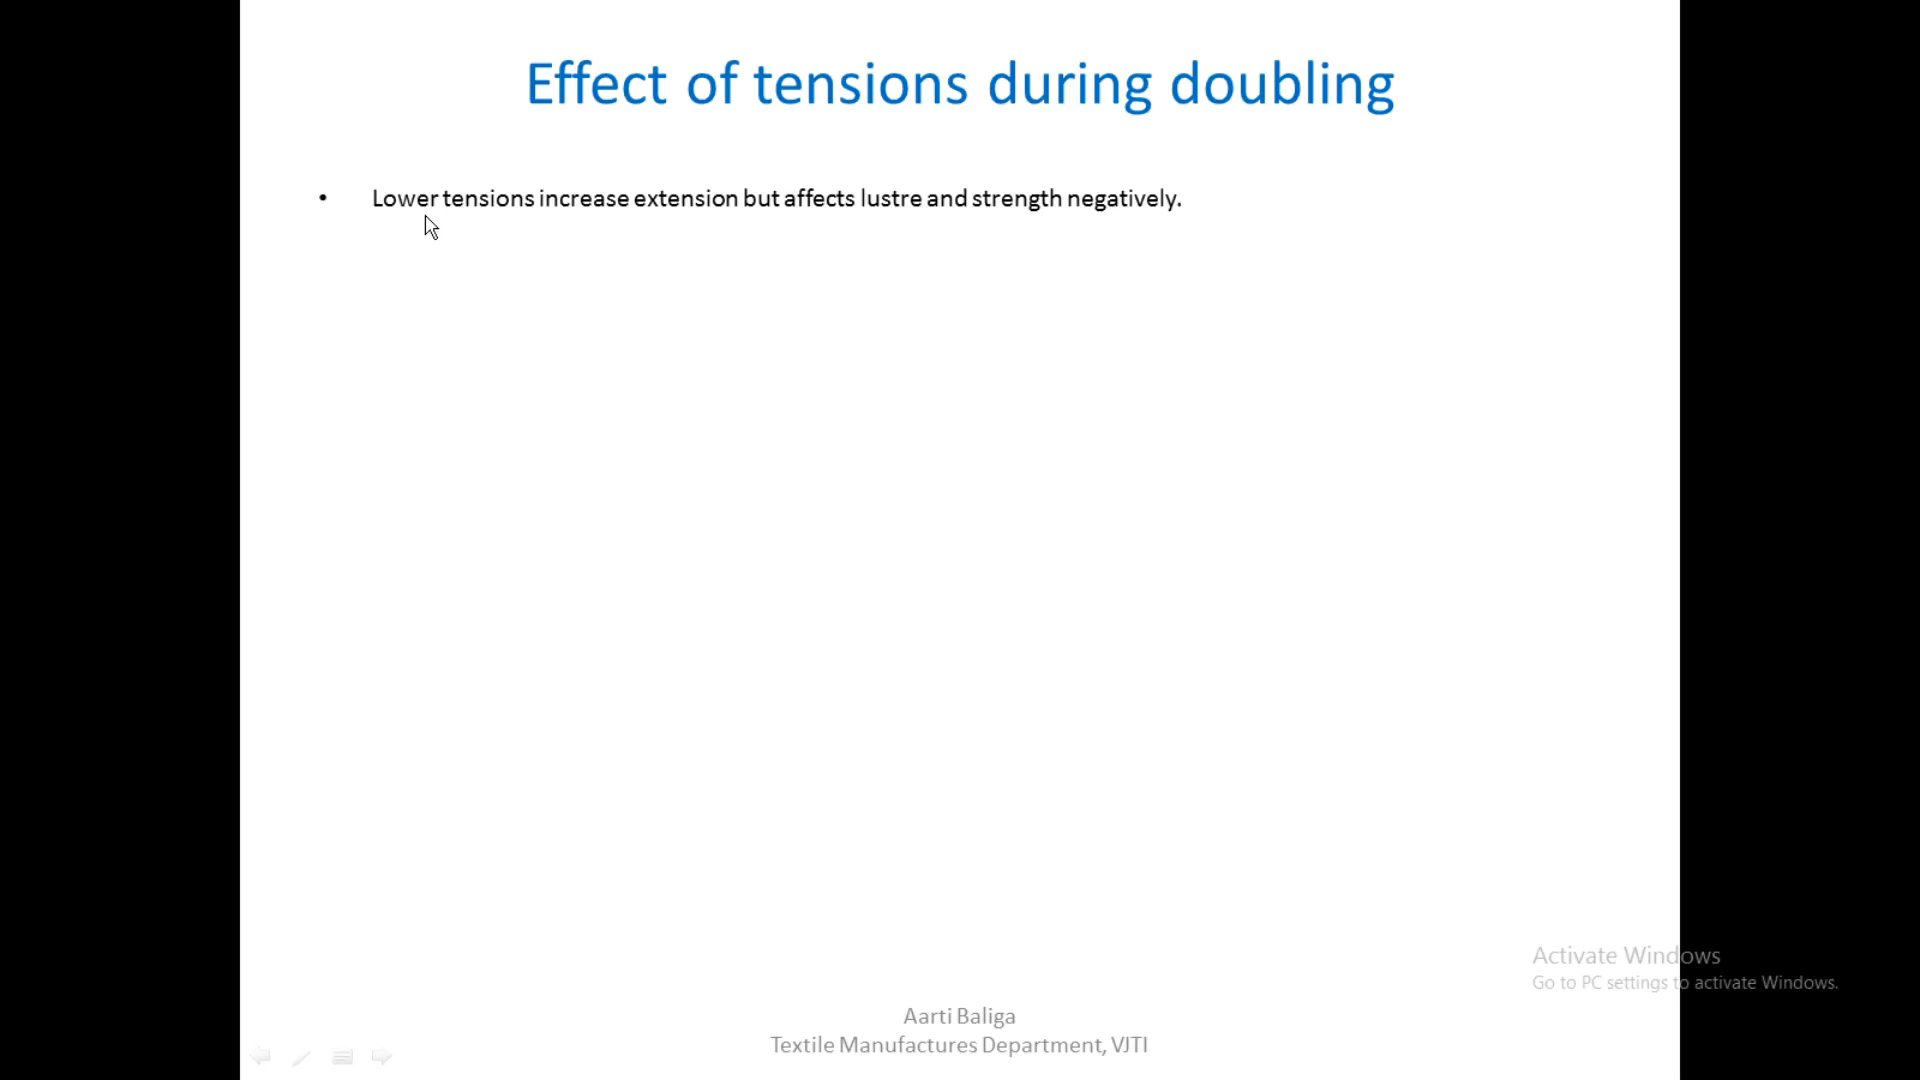 Effect of tensions during doubling
• Lower tensions increase extension but affects lustre and strength negatively.
Activate Windows
Go to PC settings to activate Windows.
Aarti Baliga
Textile Manufactures Department, VJTI